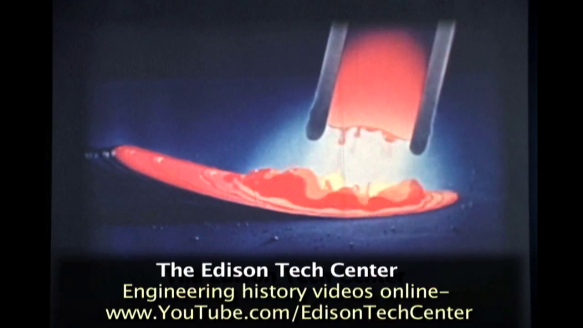 The Edison Tech Center
Engineering history videos online-
www.YouTube.com/EdisonTechCenter